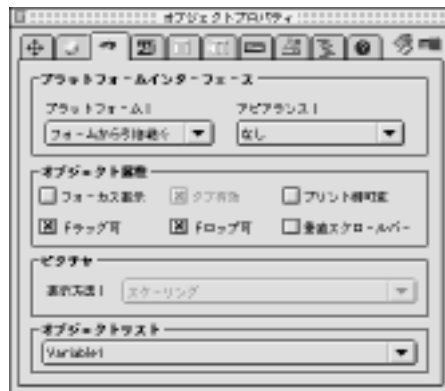 オブジェクトプロパティ
プラットフォームインターフェース
プラットフォーム:
アピアランス:
フォームから引き継ぐ
なし
オブジェクト属性
フォーカス表示
タブ有効
プリント時可変
ドラッグ可
ドロップ可
垂直スクロールバー
ピクチャ
表示方法:
スケーリング
オブジェクトリスト
Variable1